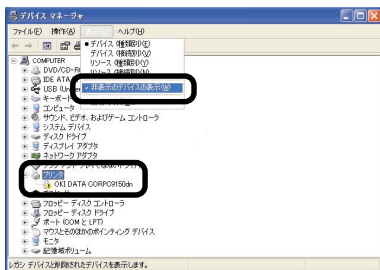 デバイス マネージャ
ファイル(F) 操作(A) 表示(V) ヘルプ(H)
デバイス (種類別)(E)
デバイス (接続別)(D)
リソース (種類別)(O)
リソース (接続別)(N)
非表示のデバイスの表示(W)
COMPUTER
DVD/CD-R
IDE ATA
USB (Univer
キーボード
コンピュータ
サウンド、ビデオ、およびゲーム コントローラ
システム デバイス
ディスク ドライブ
ディスプレイ アダプタ
ネットワーク アダプタ
プリンタ
OKI DATA CORPC9150dn
フロッピー ディスク コントローラ
フロッピー ディスク ドライブ
ポート (COM と LPT)
マウスとそのほかのポインティング デバイス
モニタ
記憶域ボリューム
レガシ デバイスと削除されたデバイスを表示します。